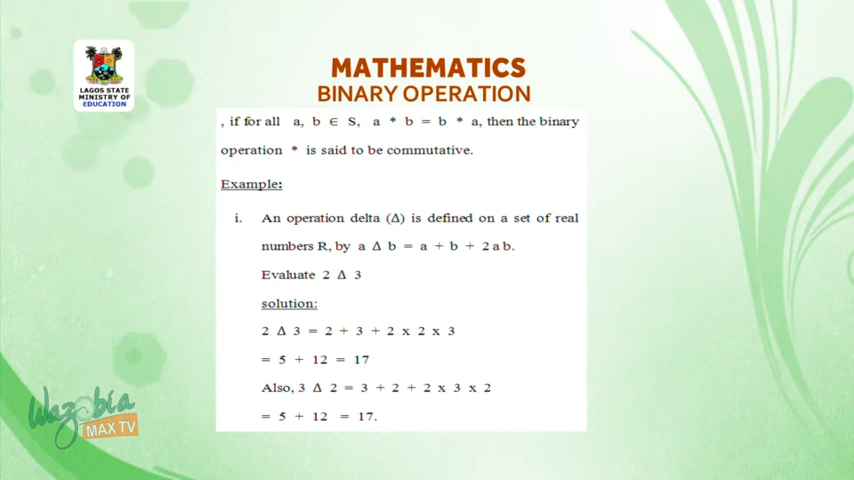 LAGOS STATE
MINISTRY OF
EDUCATION
MATHEMATICS
BINARY OPERATION
, if for all a, b ∈ S, a * b = b * a, then the binary
operation * is said to be commutative.
Example:
i. An operation delta (Δ) is defined on a set of real
numbers R, by a Δ b = a + b + 2ab.
Evaluate 2 Δ 3
solution:
2 Δ 3 = 2 + 3 + 2 x 2 x 3
= 5 + 12 = 17
Also, 3 Δ 2 = 3 + 2 + 2 x 3 x 2
= 5 + 12 = 17.
Wazobia
MAX TV